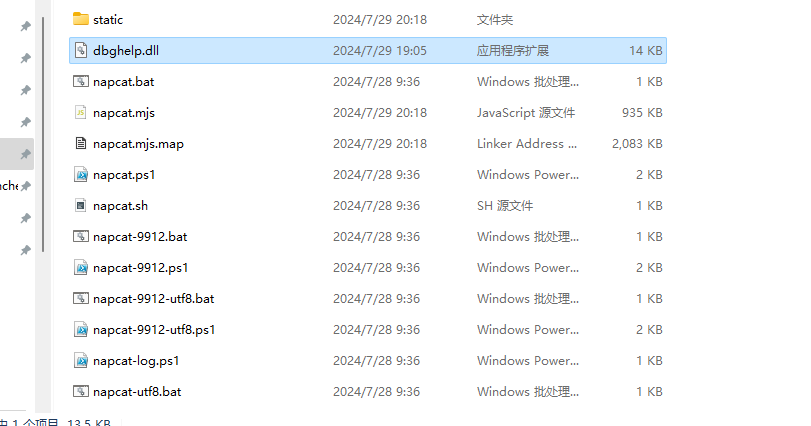 static 2024/7/29 20:18 文件夹
dbghelp.dll 2024/7/29 19:05 应用程序扩展 14 KB
napcat.bat 2024/7/28 9:36 Windows 批处理... 1 KB
napcat.mjs 2024/7/29 20:18 JavaScript 源文件 935 KB
napcat.mjs.map 2024/7/29 20:18 Linker Address ... 2,083 KB
napcat.ps1 2024/7/28 9:36 Windows Power... 2 KB
nche
napcat.sh 2024/7/28 9:36 SH 源文件 1 KB
napcat-9912.bat 2024/7/28 9:36 Windows 批处理... 1 KB
napcat-9912.ps1 2024/7/28 9:36 Windows Power... 2 KB
napcat-9912-utf8.bat 2024/7/28 9:36 Windows 批处理... 1 KB
napcat-9912-utf8.ps1 2024/7/28 9:36 Windows Power... 2 KB
napcat-log.ps1 2024/7/28 9:36 Windows Power... 1 KB
napcat-utf8.bat 2024/7/28 9:36 Windows 批处理... 1 KB
中 1 个项目 13.5 KB